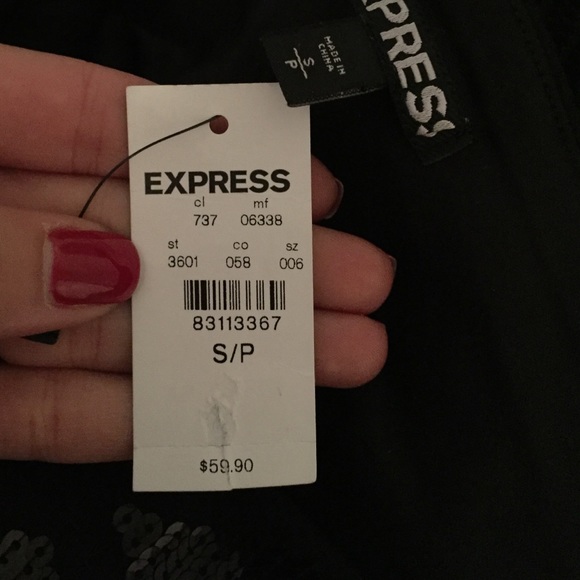 EXPRESS
MADE IN
CHINA
S
P
EXPRESS
cl mf
737 06338
st co sz
3601 058 006
83113367
S/P
$59.90